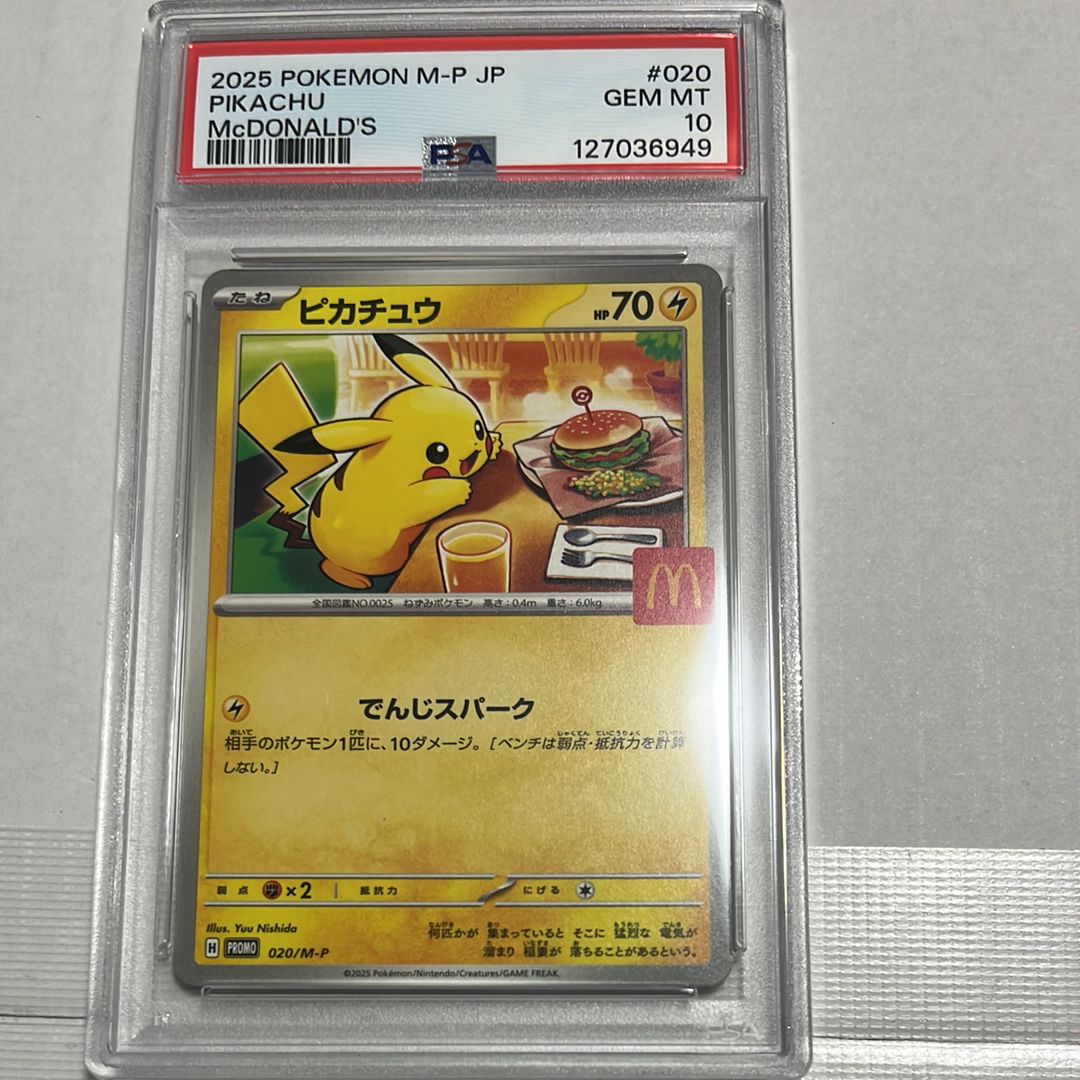 2025 POKEMON M-P JP #020
PIKACHU GEM MT
McDONALD'S 10
PSA 127036949
たね ピカチュウ HP70
全国図鑑NO.0025 ねずみポケモン 高さ:0.4m 重さ:6.0kg
M
でんじスパーク
相手のポケモン1匹に、10ダメージ。[ベンチは弱点・抵抗力を計算
しない。]
弱点 ×2 抵抗力 にげる
Illus. Yuu Nishida
何匹かが 集まっていると そこに 猛烈な 電気が
溜まり 稲妻が 落ちることがあるという。
H PROMO 020/M-P
©2025 Pokémon/Nintendo/Creatures/GAME FREAK.
PSA